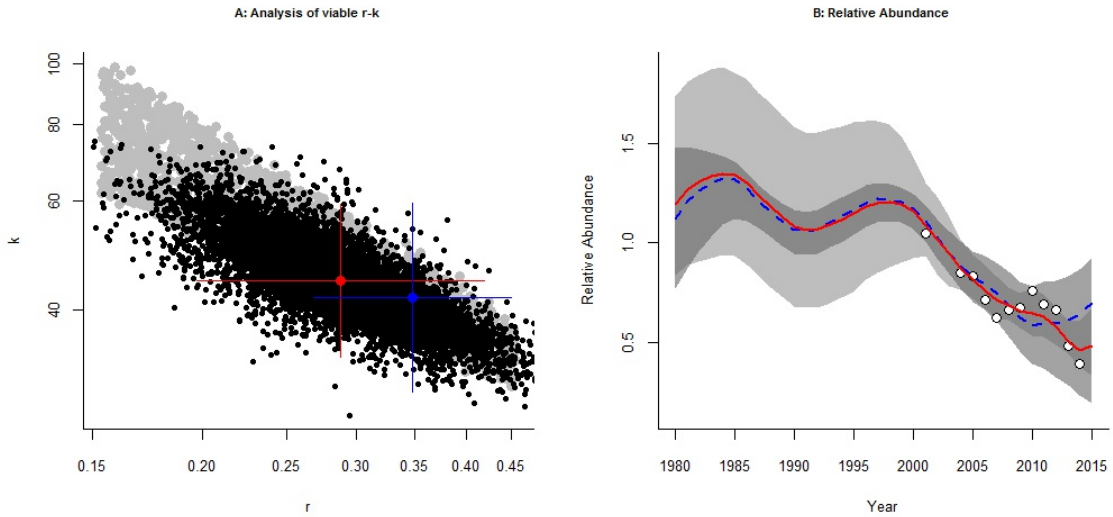 A: Analysis of viable r-k
k
100
80
60
40
0.15 0.20 0.25 0.30 0.35 0.40 0.45
r
B: Relative Abundance
Relative Abundance
1.5
1.0
0.5
1980 1985 1990 1995 2000 2005 2010 2015
Year